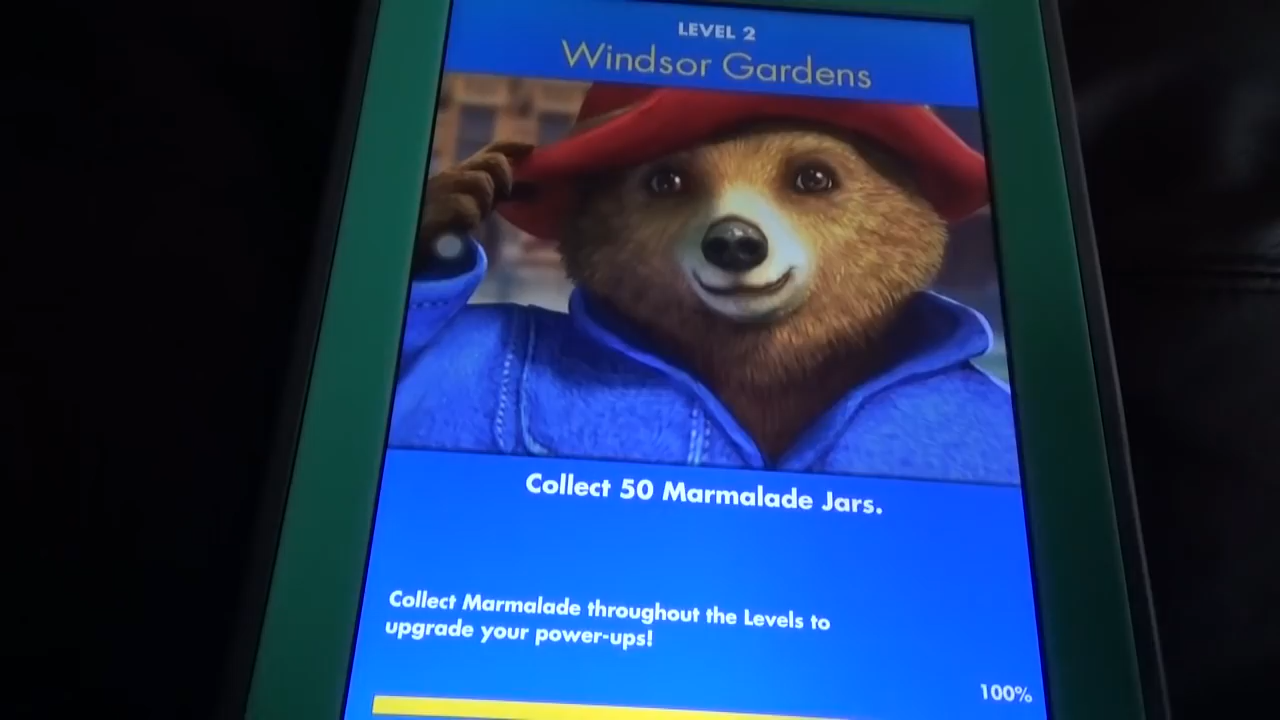 LEVEL 2
Windsor Gardens
Collect 50 Marmalade Jars.
Collect Marmalade throughout the Levels to
upgrade your power-ups!
100%